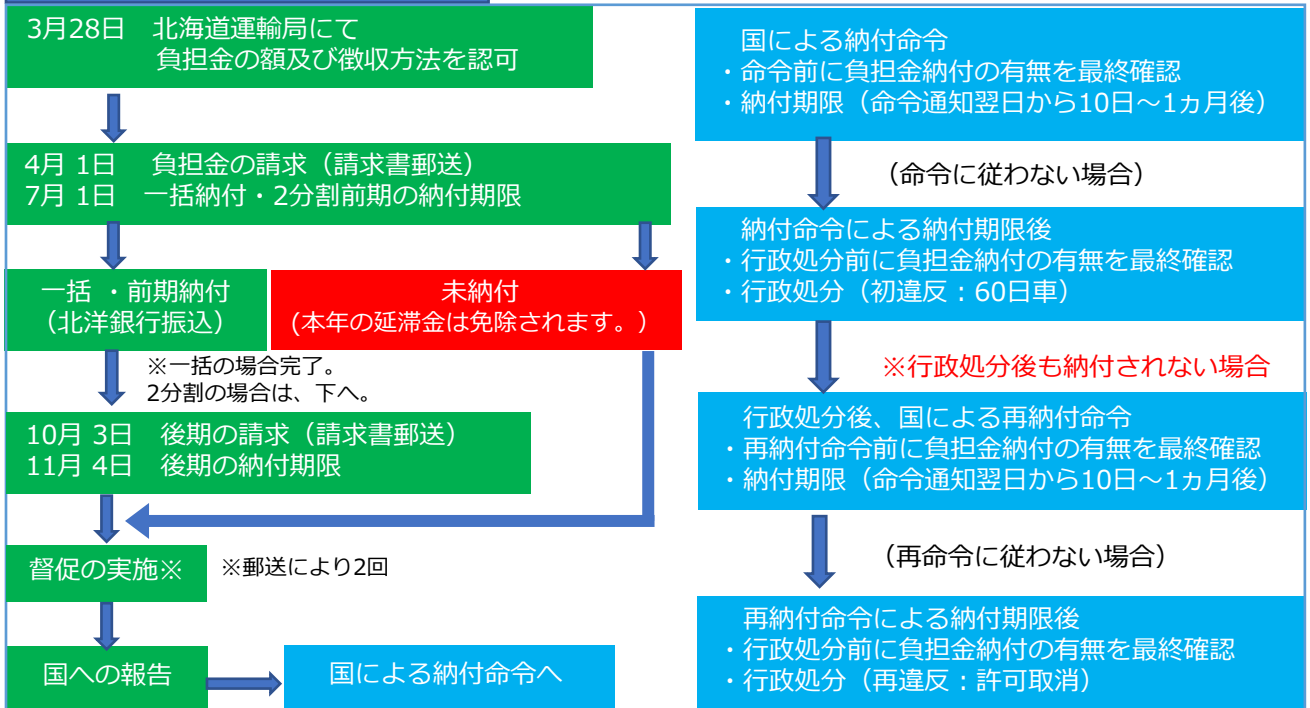 3月28日 北海道運輸局にて
負担金の額及び徴収方法を認可
4月 1日 負担金の請求（請求書郵送）
7月 1日 一括納付・2分割前期の納付期限
一括 ・前期納付
（北洋銀行振込）
未納付
(本年の延滞金は免除されます。）
※一括の場合完了。
2分割の場合は、下へ。
10月 3日 後期の請求（請求書郵送）
11月 4日 後期の納付期限
督促の実施※
※郵送により2回
国への報告
国による納付命令へ
国による納付命令
・命令前に負担金納付の有無を最終確認
・納付期限（命令通知翌日から10日～1ヵ月後）
（命令に従わない場合）
納付命令による納付期限後
・行政処分前に負担金納付の有無を最終確認
・行政処分（初違反：60日車）
※行政処分後も納付されない場合
行政処分後、国による再納付命令
・再納付命令前に負担金納付の有無を最終確認
・納付期限（命令通知翌日から10日～1ヵ月後）
（再命令に従わない場合）
再納付命令による納付期限後
・行政処分前に負担金納付の有無を最終確認
・行政処分（再違反：許可取消）